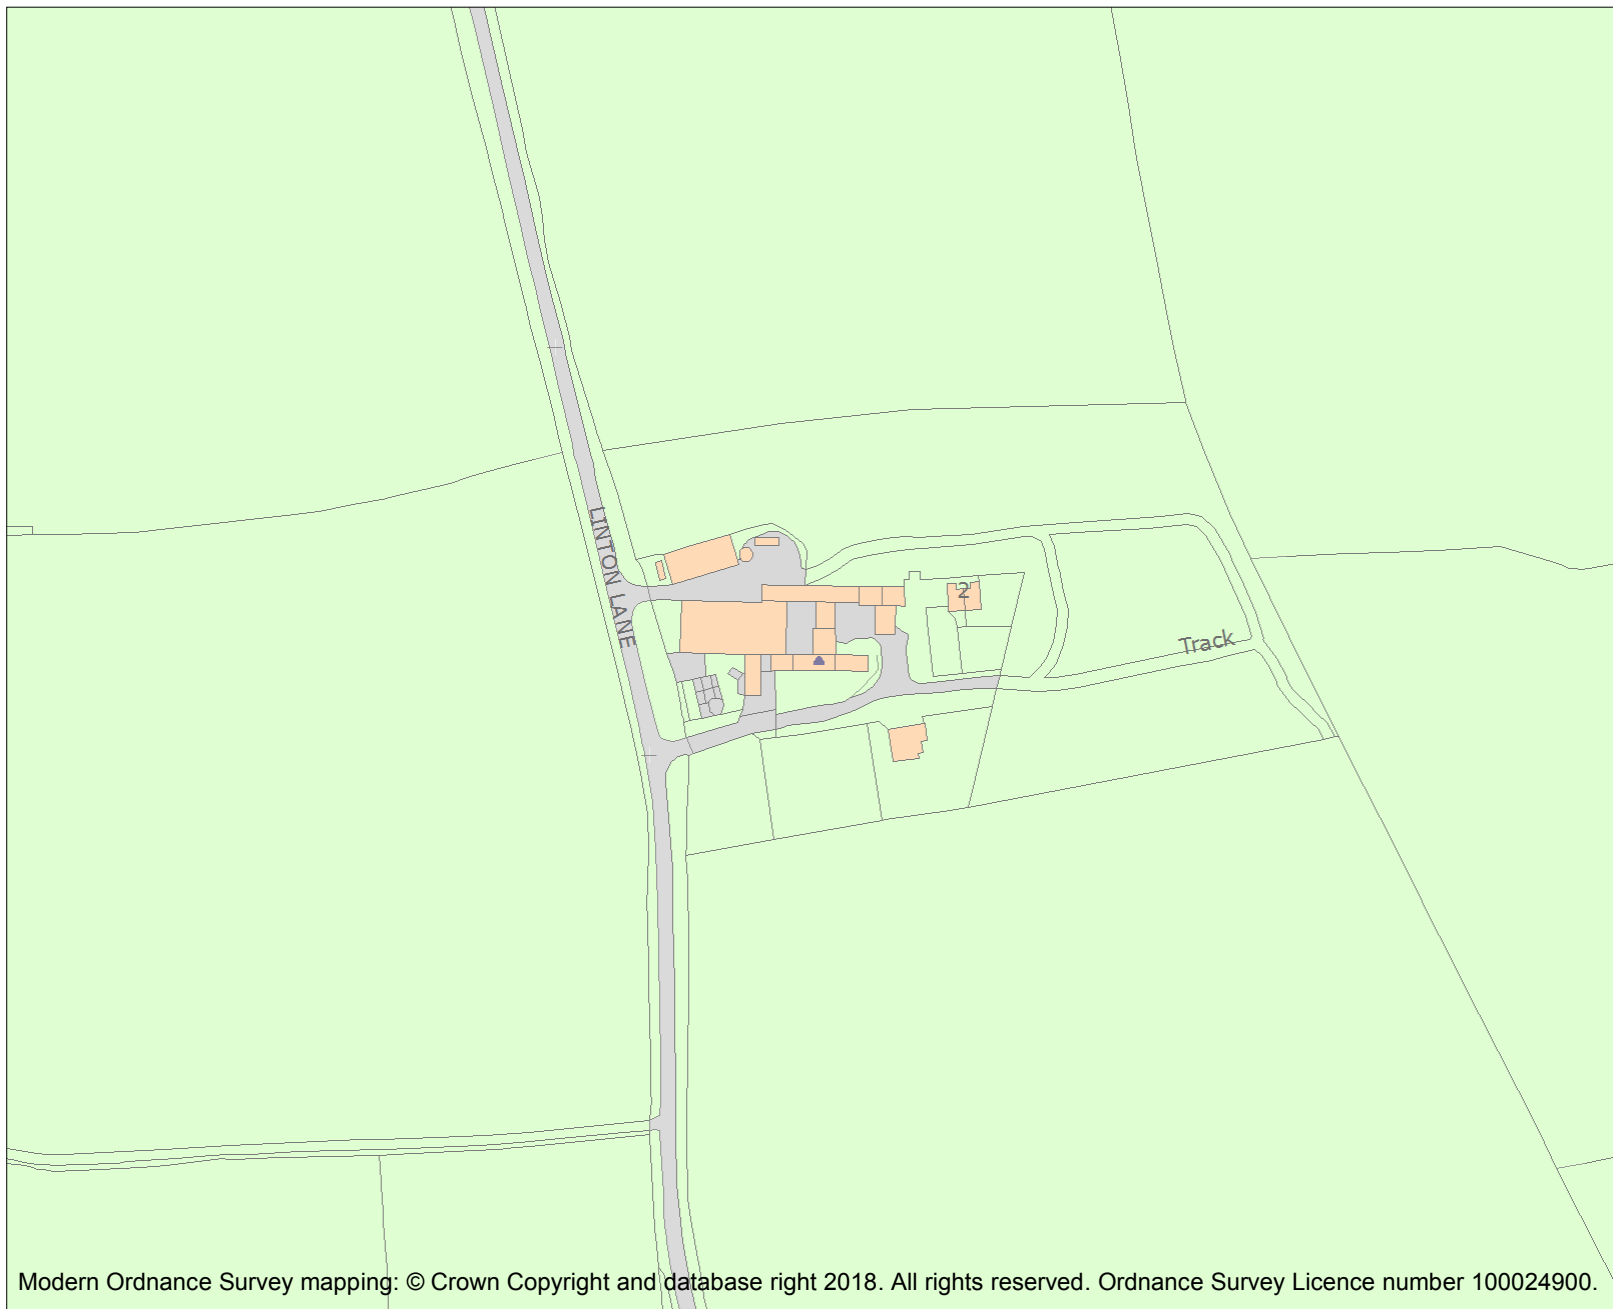 LINTON LANE
2
Track
Modern Ordnance Survey mapping: © Crown Copyright and database right 2018. All rights reserved. Ordnance Survey Licence number 100024900.